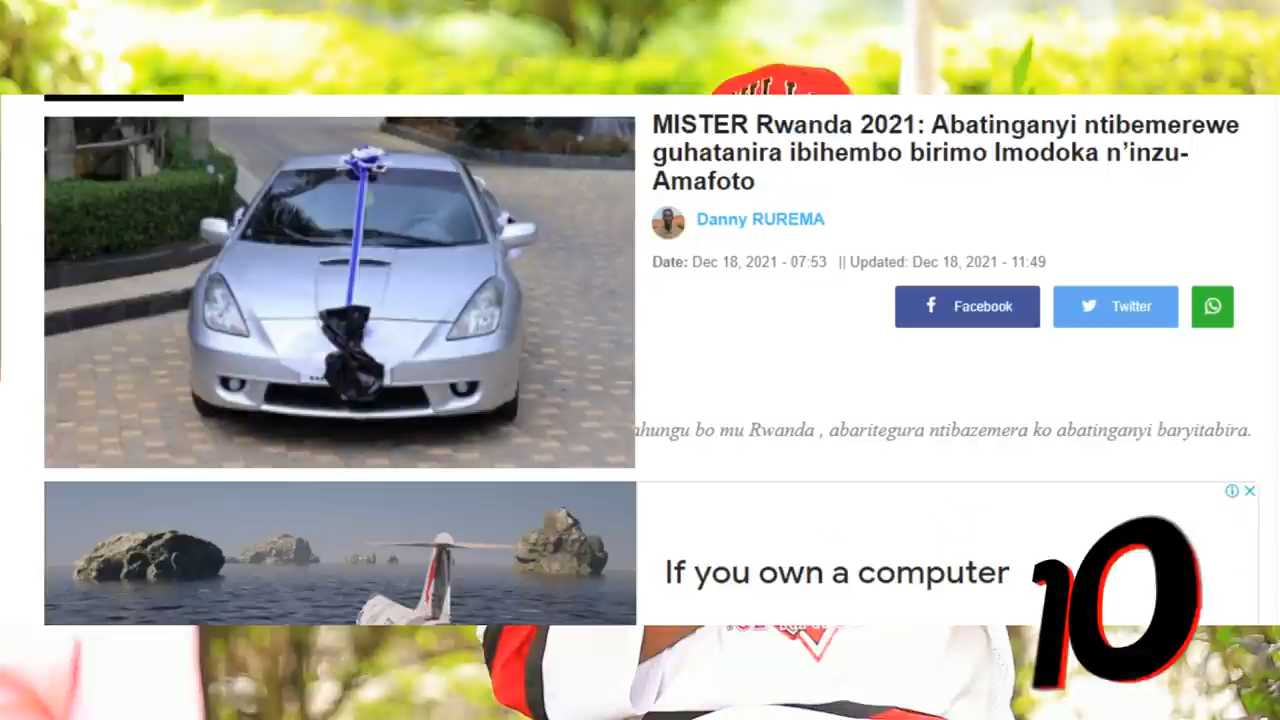 MISTER Rwanda 2021: Abatinganyi ntibemerewe
guhatanira ibihembo birimo Imodoka n’inzu-
Amafoto
Danny RUREMA
Date: Dec 18, 2021 - 07:53 || Updated: Dec 18, 2021 - 11:49
Facebook
Twitter
bo mu Rwanda , abaritegura ntibazemera ko abatinganyi baryitabira.
If you own a computer
10